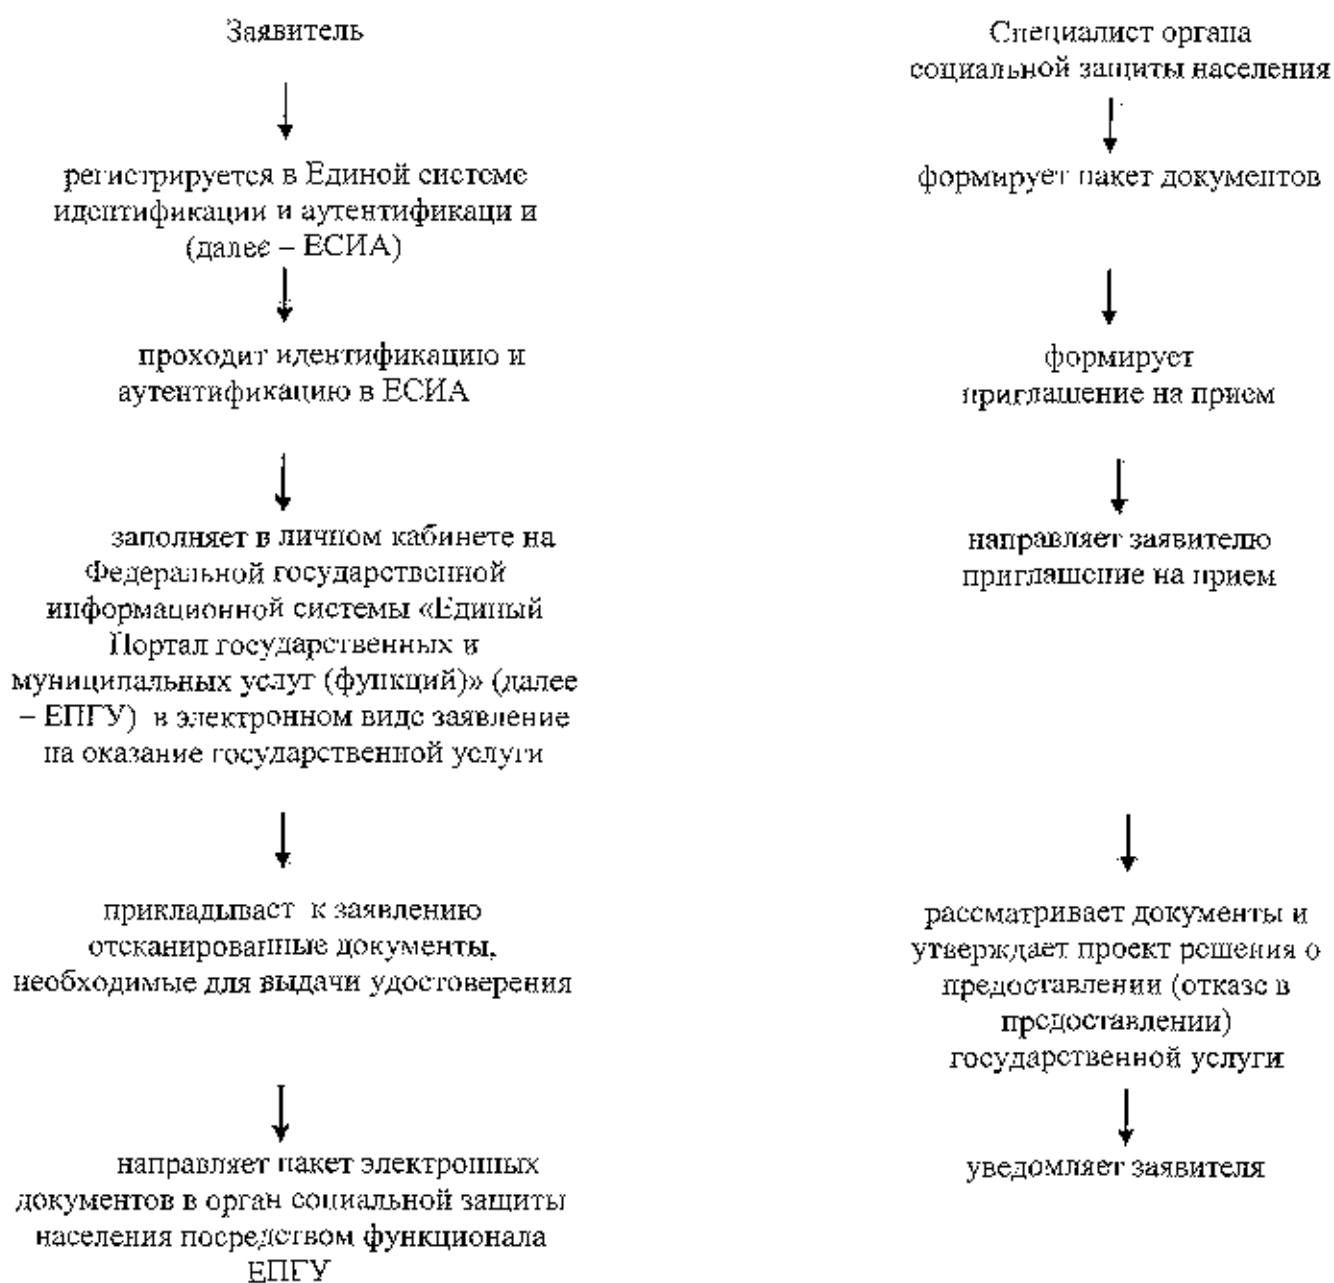 Заявитель
регистрируется в Единой системе
идентификации и аутентификаци и
(далее – ЕСИА)
проходит идентификацию и
аутентификацию в ЕСИА
заполняет в личном кабинете на
Федеральной государственной
информационной системы «Единый
Портал государственных и
муниципальных услуг (функций)» (далее
– ЕПГУ) в электронном виде заявление
на оказание государственной услуги
прикладывает к заявлению
отсканированные документы,
необходимые для выдачи удостоверения
направляет пакет электронных
документов в орган социальной защиты
населения посредством функционала
ЕПГУ
Специалист органа
социальной защиты населения
формирует пакет документов
формирует
приглашение на прием
направляет заявителю
приглашение на прием
рассматривает документы и
утверждает проект решения о
предоставлении (отказе в
предоставлении)
государственной услуги
уведомляет заявителя